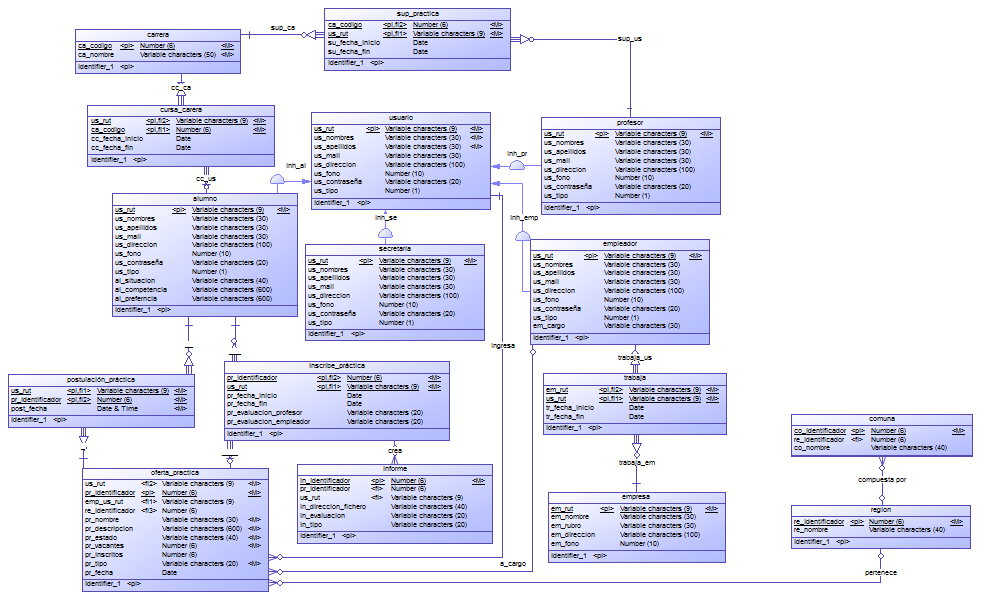 sup_practica
ca_codigo <pi,fi2> Number (6) <M>
us_rut <pi,fi1> Variable characters (9) <M>
su_fecha_inicio Date
su_fecha_fin Date
Identifier_1 <pi>
sup_ca
sup_us
carrera
ca_codigo <pi> Number (6) <M>
ca_nombre Variable characters (50) <M>
Identifier_1 <pi>
cc_ca
cursa_carera
us_rut <pi,fi2> Variable characters (9) <M>
ca_codigo <pi,fi1> Number (6) <M>
cc_fecha_inicio Date
cc_fecha_fin Date
Identifier_1 <pi>
cc_us
usuario
us_rut <pi> Variable characters (9) <M>
us_nombres Variable characters (30) <M>
us_apellidos Variable characters (30) <M>
us_mail Variable characters (30)
us_direccion Variable characters (100)
us_fono Number (10)
us_contraseña Variable characters (20)
us_tipo Number (1)
Identifier_1 <pi>
inh_al
inh_pr
inh_se
inh_emp
profesor
us_rut <pi> Variable characters (9) <M>
us_nombres Variable characters (30)
us_apellidos Variable characters (30)
us_mail Variable characters (30)
us_direccion Variable characters (100)
us_fono Number (10)
us_contraseña Variable characters (20)
us_tipo Number (1)
Identifier_1 <pi>
alumno
us_rut <pi> Variable characters (9) <M>
us_nombres Variable characters (30)
us_apellidos Variable characters (30)
us_mail Variable characters (30)
us_direccion Variable characters (100)
us_fono Number (10)
us_contraseña Variable characters (20)
us_tipo Number (1)
al_situacion Variable characters (40)
al_competencia Variable characters (600)
al_preferncia Variable characters (600)
Identifier_1 <pi>
secretaria
us_rut <pi> Variable characters (9) <M>
us_nombres Variable characters (30)
us_apellidos Variable characters (30)
us_mail Variable characters (30)
us_direccion Variable characters (100)
us_fono Number (10)
us_contraseña Variable characters (20)
us_tipo Number (1)
Identifier_1 <pi>
empleador
us_rut <pi> Variable characters (9) <M>
us_nombres Variable characters (30)
us_apellidos Variable characters (30)
us_mail Variable characters (30)
us_direccion Variable characters (100)
us_fono Number (10)
us_contraseña Variable characters (20)
us_tipo Number (1)
em_cargo Variable characters (30)
Identifier_1 <pi>
ingresa
trabaja_us
postulación_práctica
us_rut <pi,fi1> Variable characters (9) <M>
pr_identificador <pi,fi2> Number (6) <M>
post_fecha Date & Time <M>
Identifier_1 <pi>
inscribe_práctica
pr_identificador <pi,fi2> Number (6) <M>
us_rut <pi,fi1> Variable characters (9) <M>
pr_fecha_inicio Date
pr_fecha_fin Date
pr_evaluacion_profesor Variable characters (20)
pr_evaluacion_empleador Variable characters (20)
Identifier_1 <pi>
trabaja
em_rut <pi,fi2> Variable characters (9) <M>
us_rut <pi,fi1> Variable characters (9) <M>
tr_fecha_inicio Date
tr_fecha_fin Date
Identifier_1 <pi>
trabaja_em
comuna
co_identificador <pi> Number (6) <M>
re_identificador <fi> Number (6)
co_nombre Variable characters (40)
compuesta por
crea
oferta_practica
us_rut <fi2> Variable characters (9) <M>
pr_identificador <pi> Number (6) <M>
emp_us_rut <fi1> Variable characters (9)
re_identificador <fi3> Number (6)
pr_nombre Variable characters (30) <M>
pr_descripcion Variable characters (600) <M>
pr_estado Variable characters (40) <M>
pr_vacantes Number (6) <M>
pr_inscritos Number (6)
pr_tipo Variable characters (20) <M>
pr_fecha Date
Identifier_1 <pi>
informe
in_identificador <pi> Number (6) <M>
pr_identificador <fi> Number (6)
us_rut <fi> Variable characters (9)
in_direccion_fichero Variable characters (40)
in_evaluacion Variable characters (20)
in_tipo Variable characters (20)
Identifier_1 <pi>
empresa
em_rut <pi> Variable characters (9) <M>
em_nombre Variable characters (30)
em_rubro Variable characters (30)
em_direccion Variable characters (100)
em_fono Number (10)
Identifier_1 <pi>
region
re_identificador <pi> Number (6) <M>
re_nombre Variable characters (40)
Identifier_1 <pi>
a_cargo
pertenece